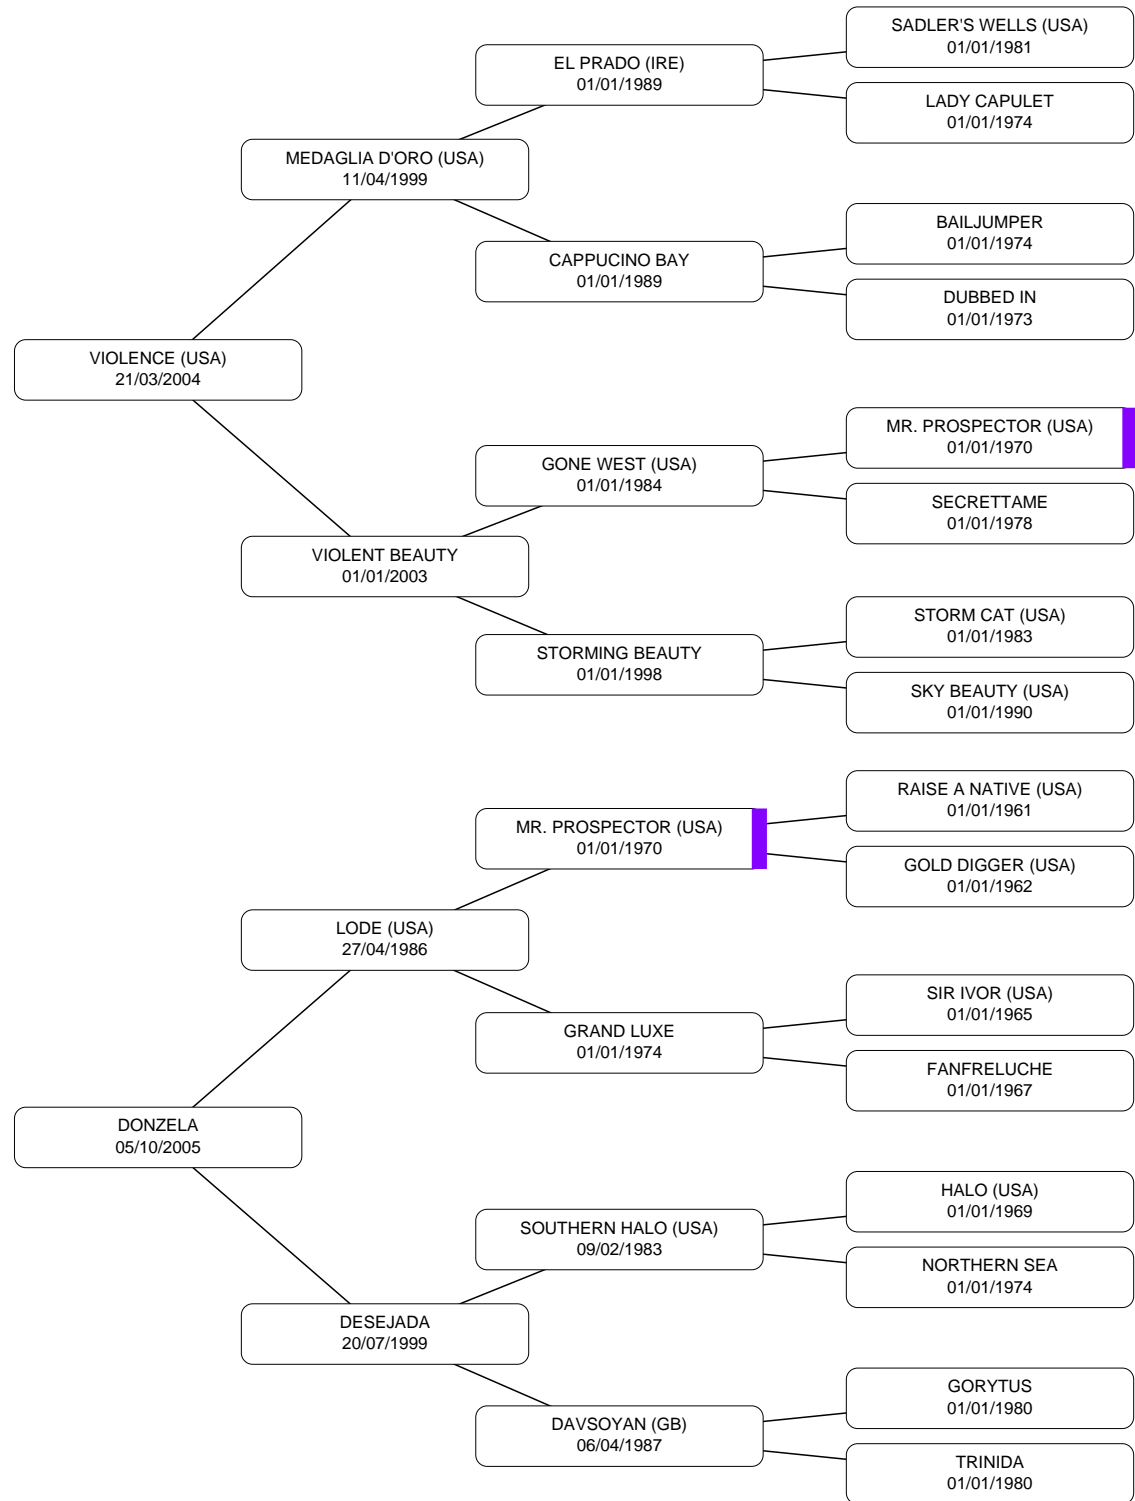 SADLER'S WELLS (USA)
01/01/1981
EL PRADO (IRE)
01/01/1989
LADY CAPULET
01/01/1974
MEDAGLIA D'ORO (USA)
11/04/1999
BAILJUMPER
01/01/1974
CAPPUCINO BAY
01/01/1989
DUBBED IN
01/01/1973
VIOLENCE (USA)
21/03/2004
MR. PROSPECTOR (USA)
01/01/1970
GONE WEST (USA)
01/01/1984
SECRETTAME
01/01/1978
VIOLENT BEAUTY
01/01/2003
STORM CAT (USA)
01/01/1983
STORMING BEAUTY
01/01/1998
SKY BEAUTY (USA)
01/01/1990
RAISE A NATIVE (USA)
01/01/1961
MR. PROSPECTOR (USA)
01/01/1970
GOLD DIGGER (USA)
01/01/1962
LODE (USA)
27/04/1986
SIR IVOR (USA)
01/01/1965
GRAND LUXE
01/01/1974
FANFRELUCHE
01/01/1967
DONZELA
05/10/2005
HALO (USA)
01/01/1969
SOUTHERN HALO (USA)
09/02/1983
NORTHERN SEA
01/01/1974
DESEJADA
20/07/1999
GORYTUS
01/01/1980
DAVSOYAN (GB)
06/04/1987
TRINIDA
01/01/1980